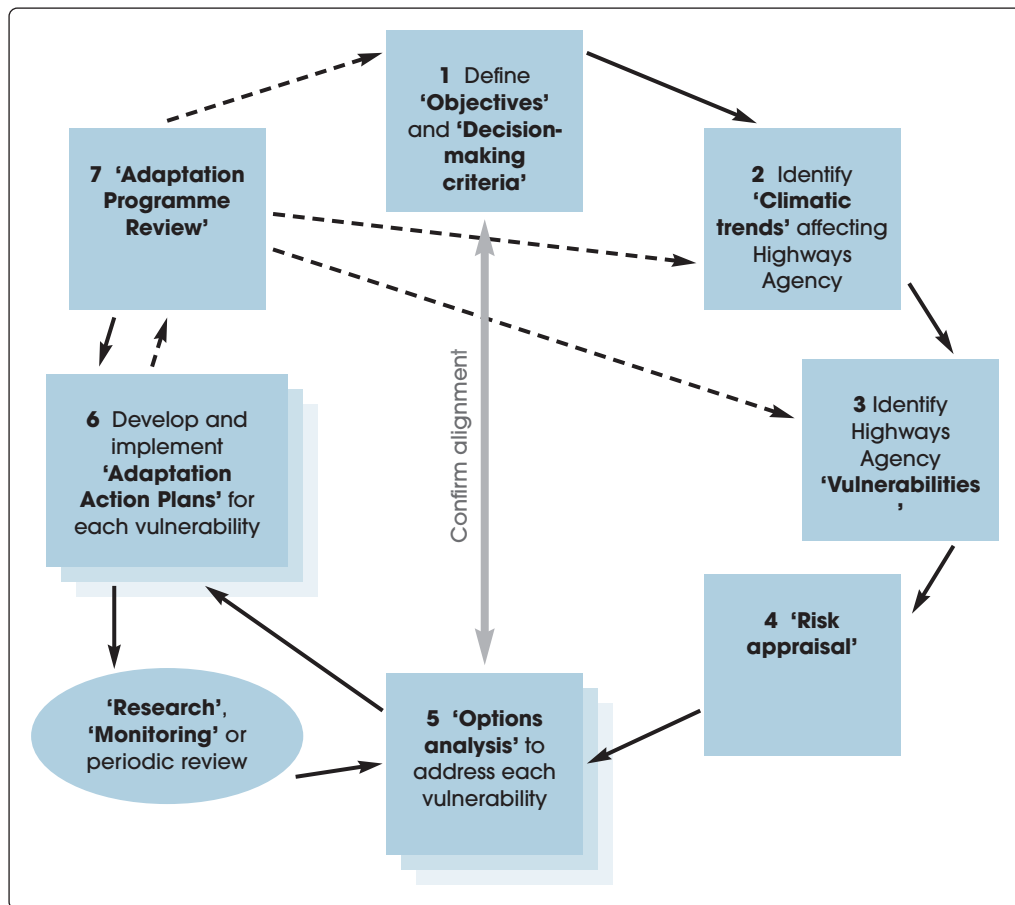 1 Define
‘Objectives’
and ‘Decision-
making
criteria’
2 Identify
‘Climatic
trends’ affecting
Highways
Agency
3 Identify
Highways
Agency
‘Vulnerabilities
’
4 ‘Risk
appraisal’
5 ‘Options
analysis’ to
address each
vulnerability
6 Develop and
implement
‘Adaptation
Action Plans’ for
each vulnerability
‘Research’,
‘Monitoring’ or
periodic review
7 ‘Adaptation
Programme
Review’
Confirm alignment